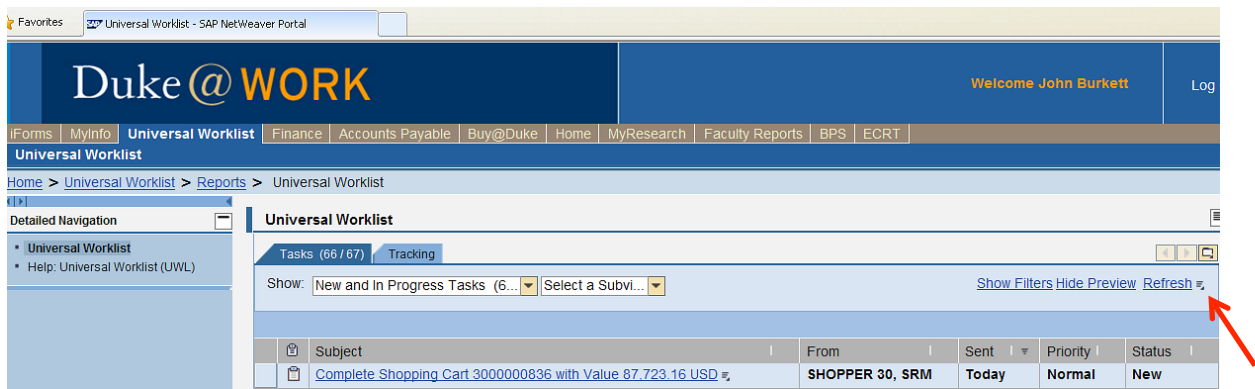 Favorites Universal Worklist - SAP NetWeaver Portal
Duke@WORK Welcome John Burkett Log
iForms MyInfo Universal Worklist Finance Accounts Payable Buy@Duke Home MyResearch Faculty Reports BPS ECRT
Universal Worklist
Home > Universal Worklist > Reports > Universal Worklist
Detailed Navigation
Universal Worklist
Help: Universal Worklist (UWL)
Universal Worklist
Tasks (66 / 67) Tracking
Show: New and In Progress Tasks (6... Select a Subvi... Show Filters Hide Preview Refresh
Subject From Sent Priority Status
Complete Shopping Cart 3000000836 with Value 87,723.16 USD SHOPPER 30, SRM Today Normal New